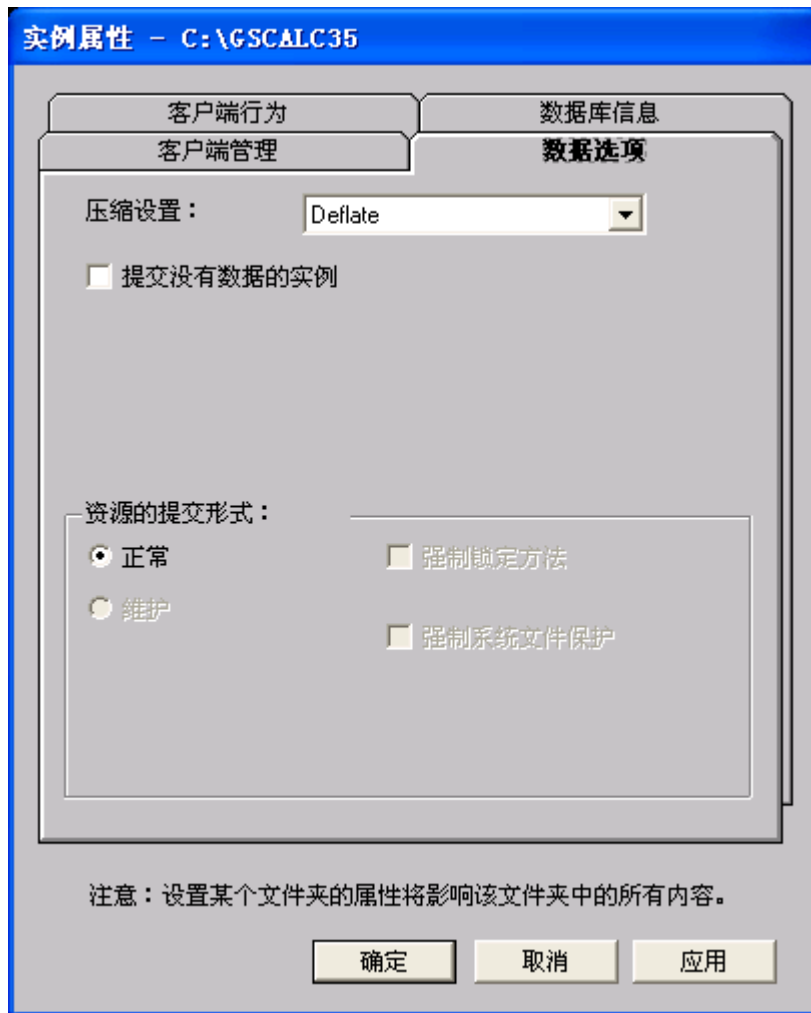 实例属性 - C:\GSCALC35
客户端行为
数据库信息
客户端管理
数据选项
压缩设置：
Deflate
提交没有数据的实例
资源的提交形式：
正常
强制锁定方法
维护
强制系统文件保护
注意：设置某个文件夹的属性将影响该文件夹中的所有内容。
确定
取消
应用